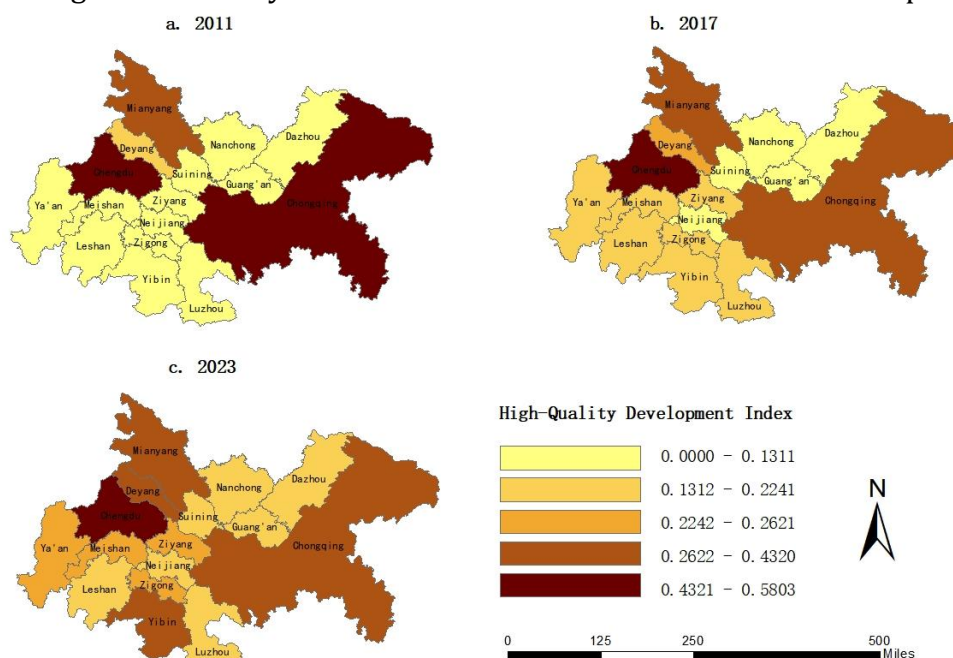 a. 2011
b. 2017
Mianyang
Deyang
Chengdu
Nanchong
Dazhou
Suining
Guang'an
Chongqing
Ya'an
Meishan
Ziyang
Neijiang
Leshan
Zigong
Yibin
Luzhou
Mianyang
Deyang
Chengdu
Nanchong
Dazhou
Suining
Guang'an
Chongqing
Ya'an
Meishan
Ziyang
Neijiang
Leshan
Zigong
Yibin
Luzhou
c. 2023
Mianyang
Deyang
Chengdu
Nanchong
Dazhou
Suining
Guang'an
Chongqing
Ya'an
Meishan
Ziyang
Neijiang
Leshan
Zigong
Yibin
Luzhou
High-Quality Development Index
0.0000 - 0.1311
0.1312 - 0.2241
0.2242 - 0.2621
0.2622 - 0.4320
0.4321 - 0.5803
N
0 125 250 500
Miles